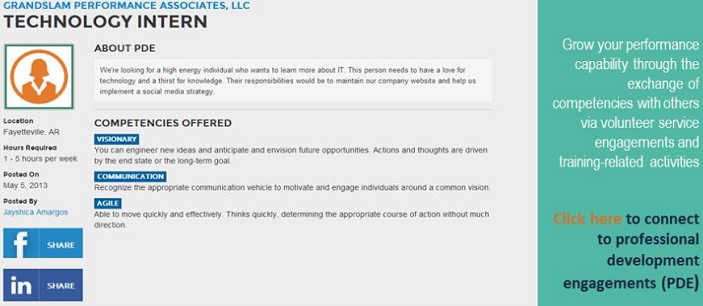 GRANDSLAM PERFORMANCE ASSOCIATES, LLC
TECHNOLOGY INTERN
Location
Fayetteville, AR
Hours Required
1 - 5 hours per week
Posted On
May 5, 2013
Posted By
Jayshica Amargos
f SHARE
in SHARE
ABOUT PDE
We're looking for a high energy individual who wants to learn more about IT. This person needs to have a love for
technology and a thirst for knowledge. Their responsibilities would be to maintain our company website and help us
implement a social media strategy.
COMPETENCIES OFFERED
VISIONARY
You can engineer new ideas and anticipate and envision future opportunities. Actions and thoughts are driven
by the end state or the long-term goal.
COMMUNICATION
Recognize the appropriate communication vehicle to motivate and engage individuals around a common vision.
AGILE
Able to move quickly and effectively. Thinks quickly, determining the appropriate course of action without much
direction.
Grow your performance
capability through the
exchange of
competencies with others
via volunteer service
engagements and
training-related activities
Click here to connect
to professional
development
engagements (PDE)